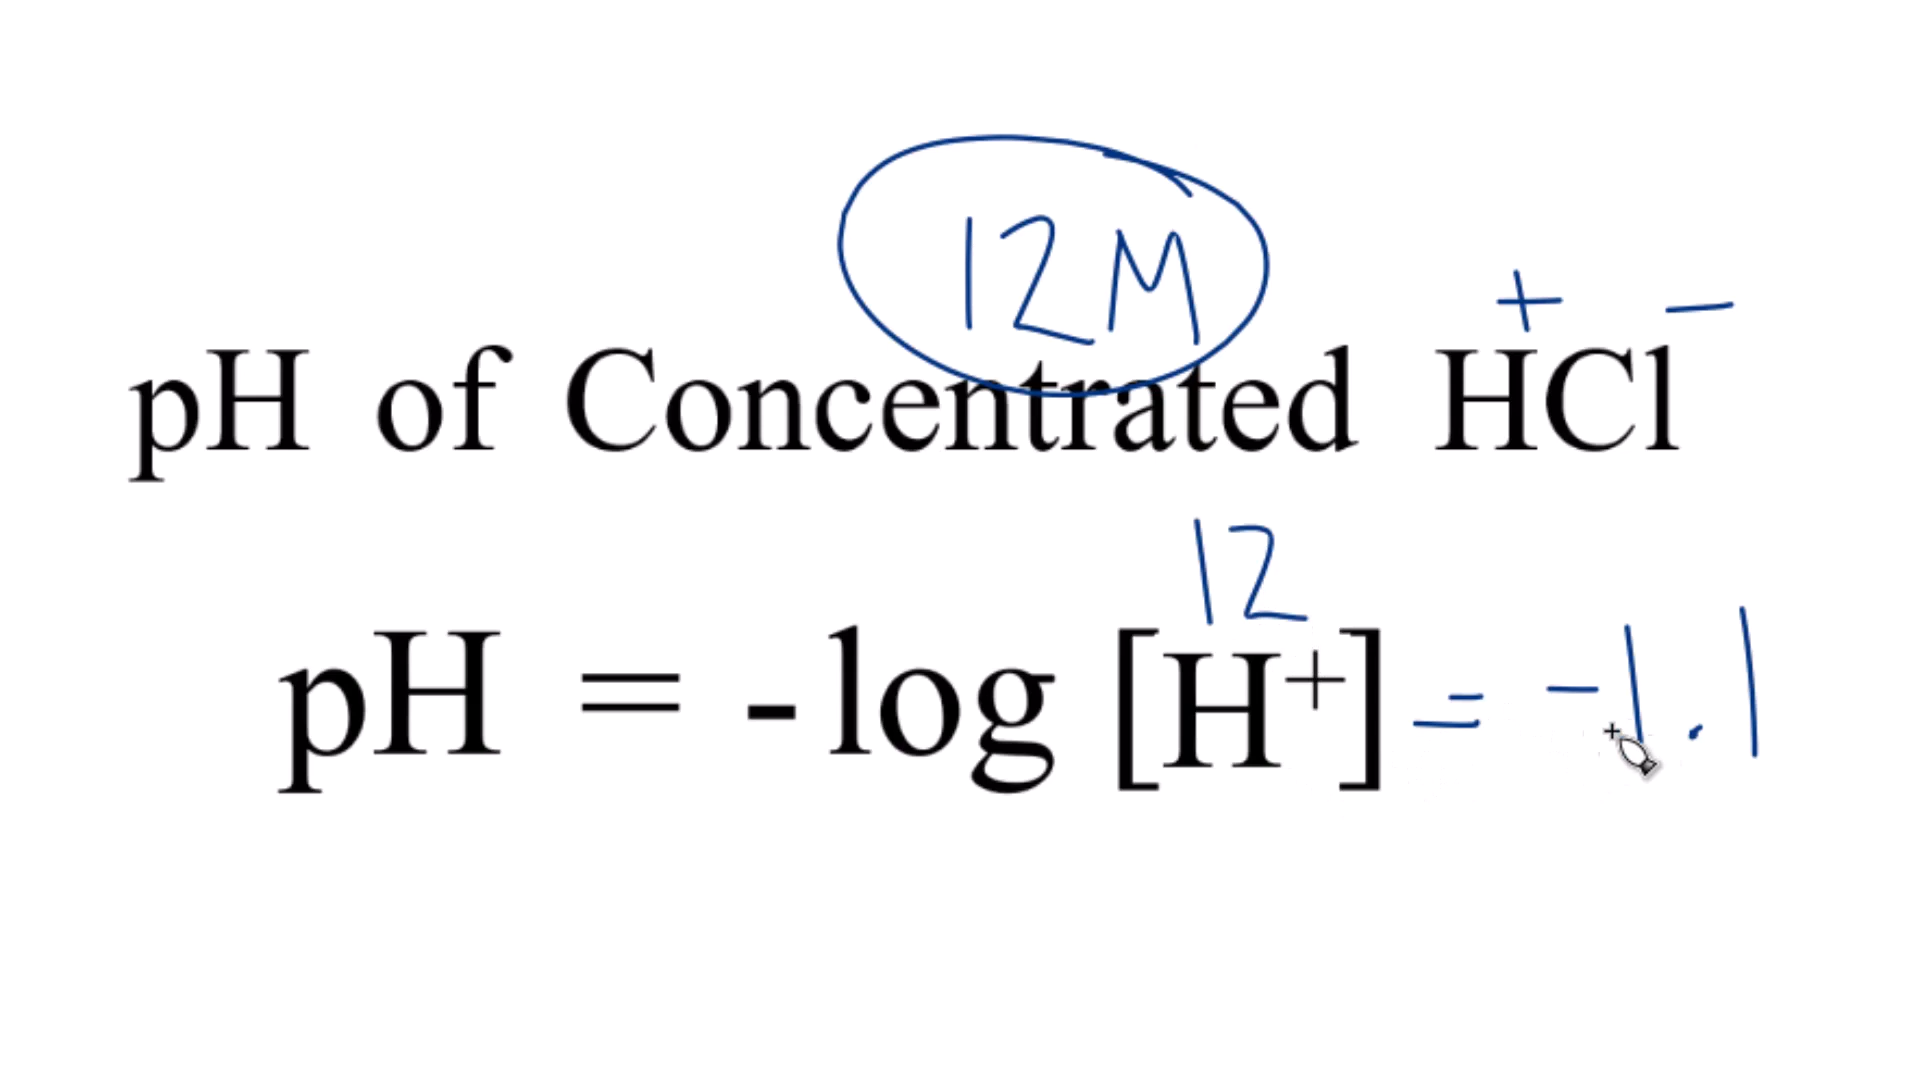 12M
+ -
pH of Concentrated HCl
12
pH = -log [H+] = -1.1